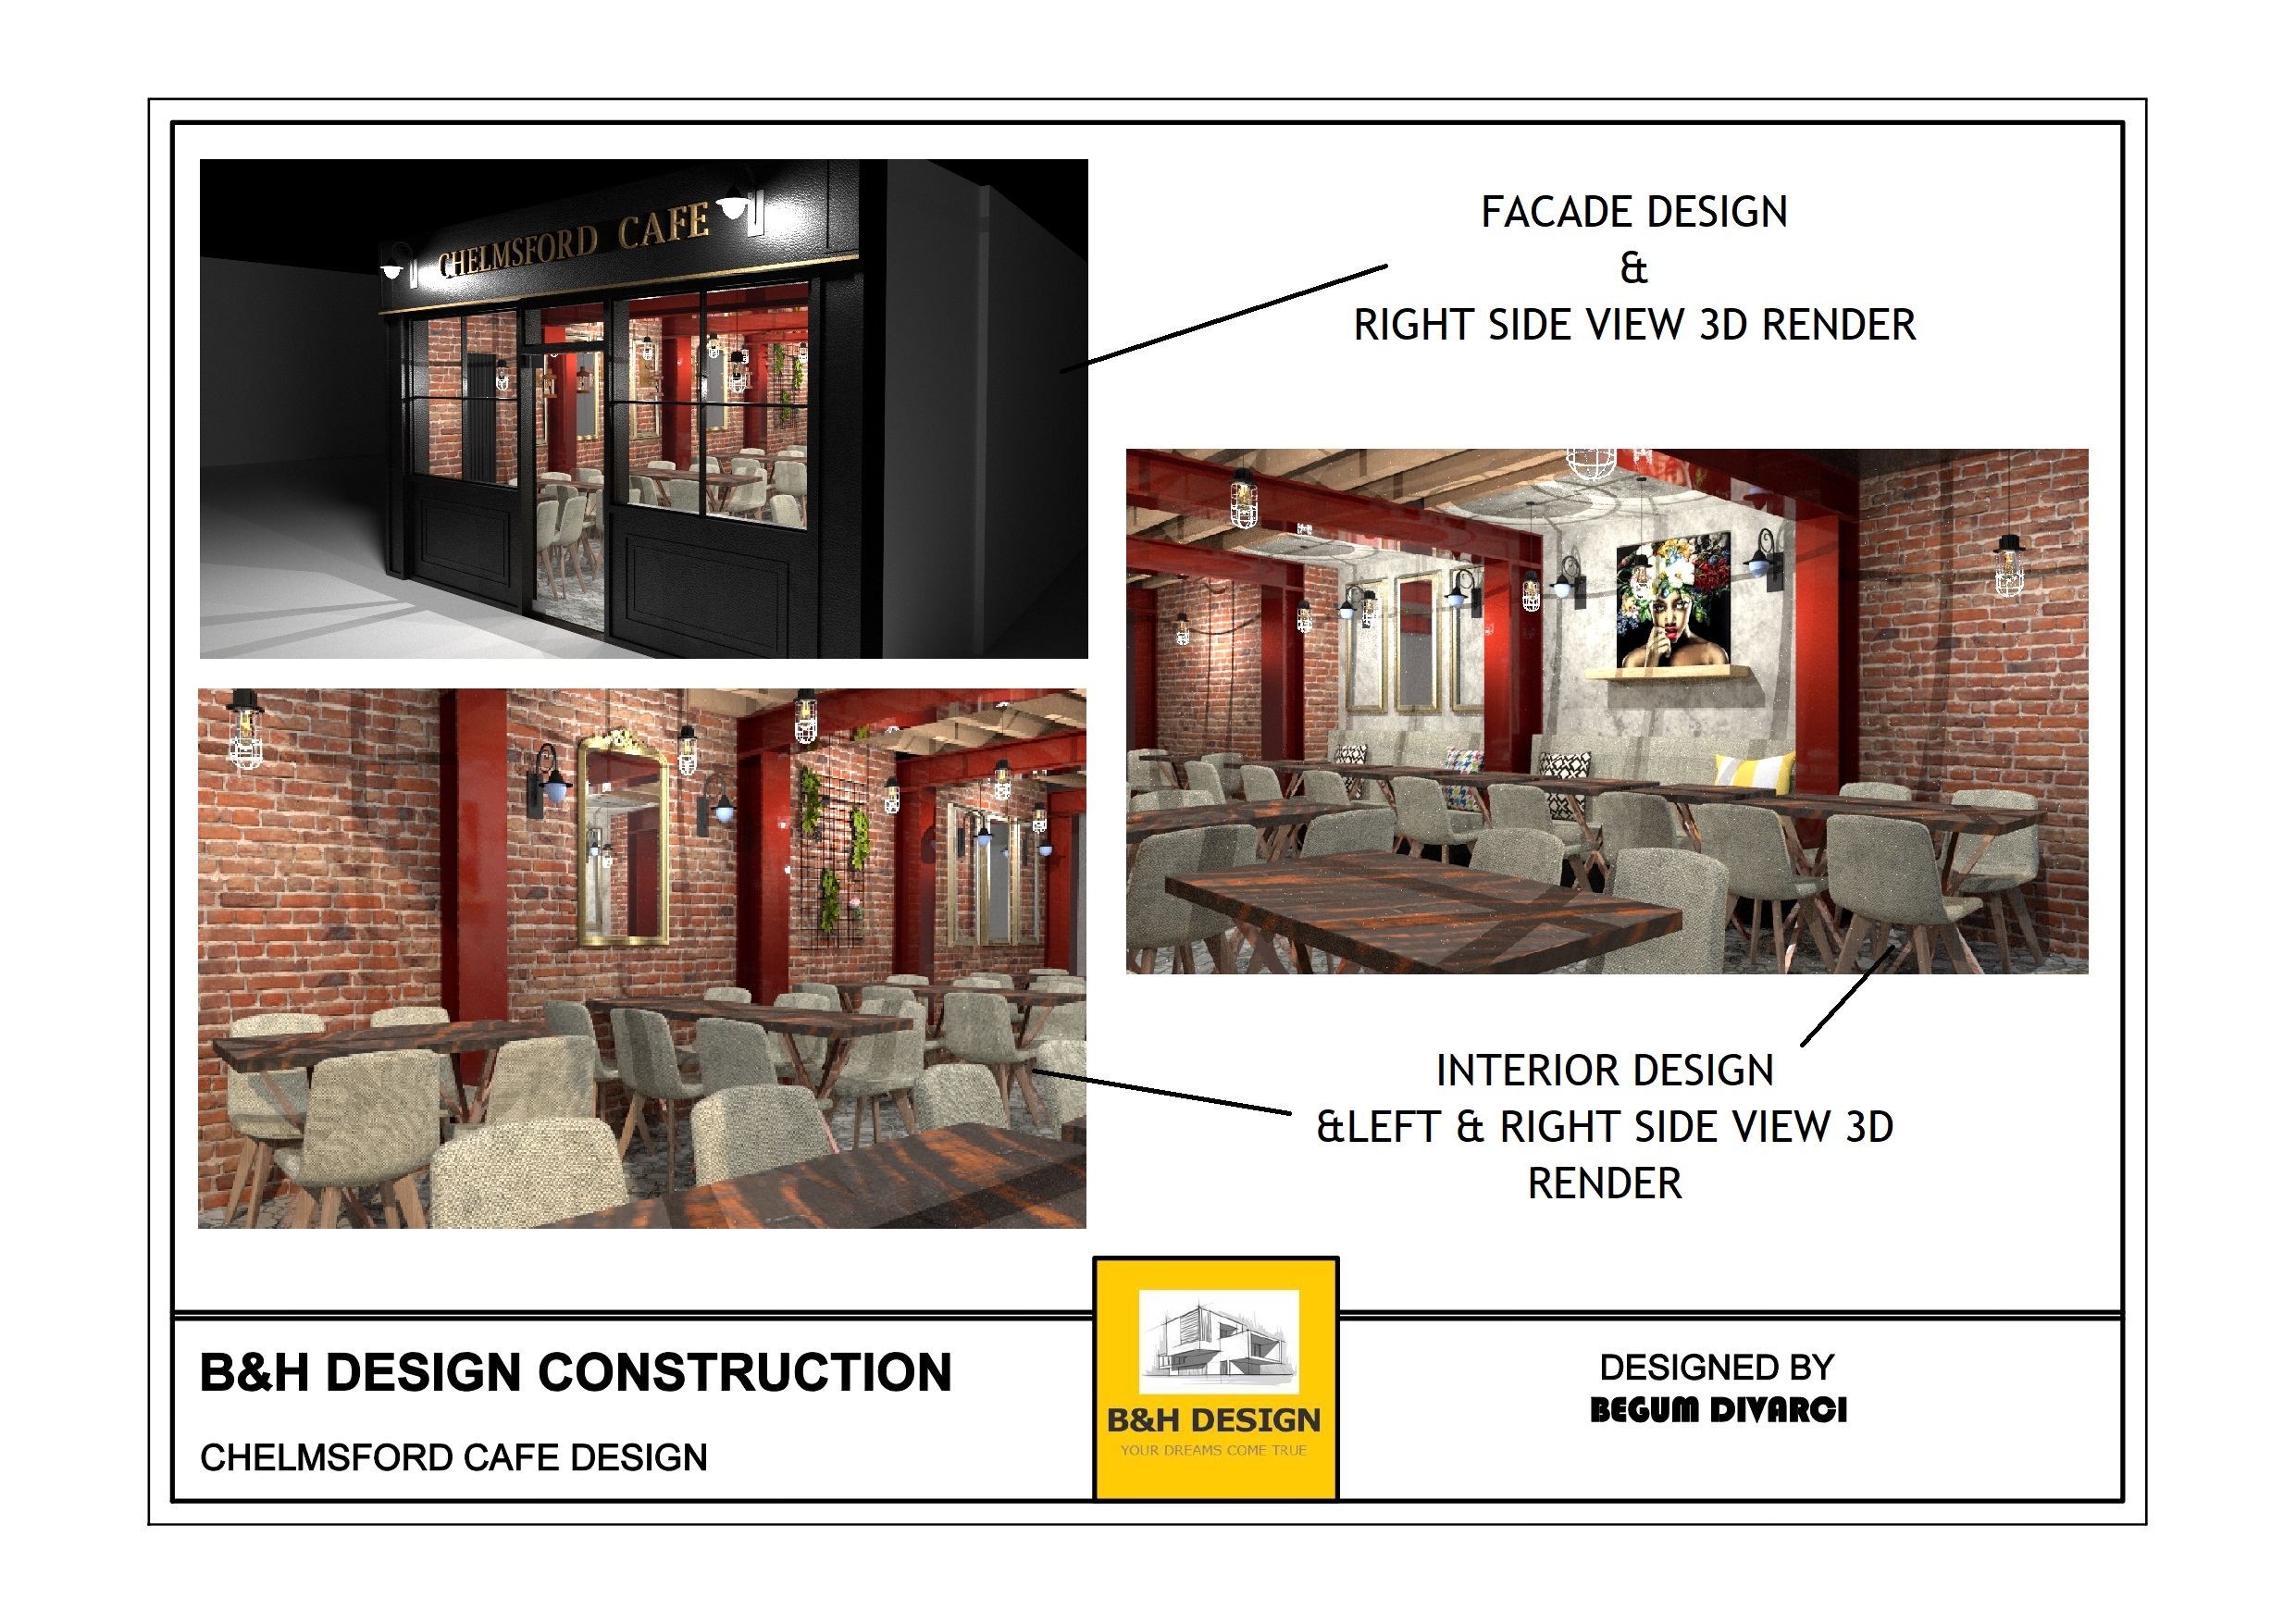 CHELMSFORD CAFE
FACADE DESIGN
&
RIGHT SIDE VIEW 3D RENDER
INTERIOR DESIGN
&LEFT & RIGHT SIDE VIEW 3D
RENDER
B&H DESIGN CONSTRUCTION
CHELMSFORD CAFE DESIGN
B&H DESIGN
YOUR DREAMS COME TRUE
DESIGNED BY
BEGUM DIVARCI